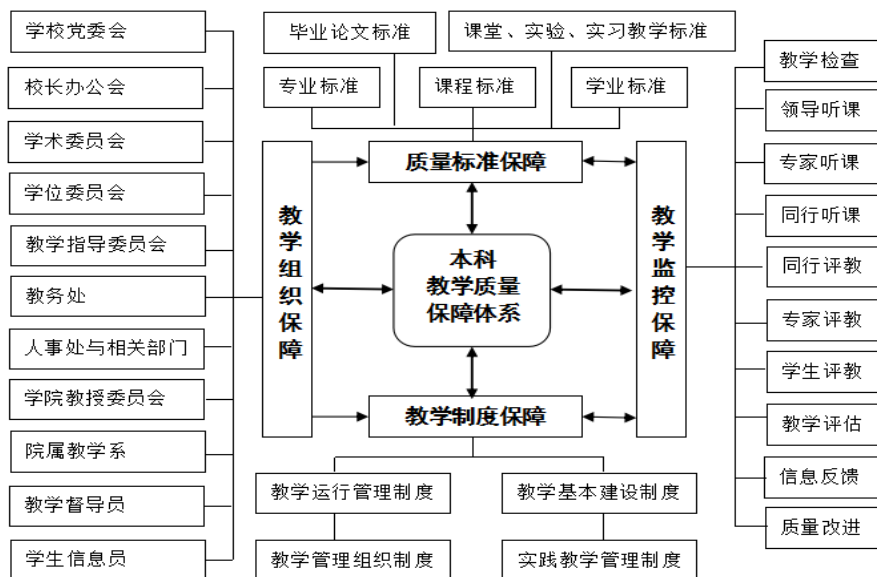 学校党委会
校长办公会
学术委员会
学位委员会
教学指导委员会
教务处
人事处与相关部门
学院教授委员会
院属教学系
教学督导员
学生信息员
毕业论文标准
课堂、实验、实习教学标准
专业标准
课程标准
学业标准
教学组织保障
质量标准保障
本科
教学质量
保障体系
教学制度保障
教学监控保障
教学运行管理制度
教学基本建设制度
教学管理组织制度
实践教学管理制度
教学检查
领导听课
专家听课
同行听课
同行评教
专家评教
学生评教
教学评估
信息反馈
质量改进